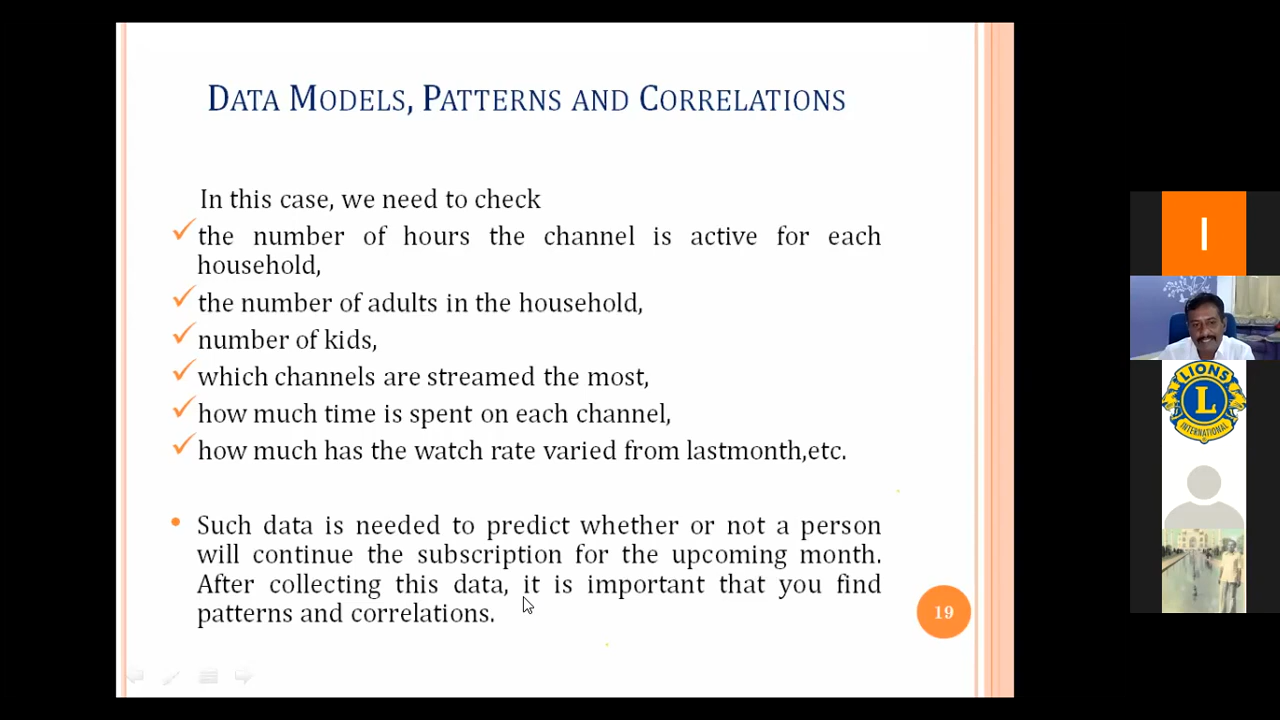 DATA MODELS, PATTERNS AND CORRELATIONS
In this case, we need to check
the number of hours the channel is active for each
household,
the number of adults in the household,
number of kids,
which channels are streamed the most,
how much time is spent on each channel,
how much has the watch rate varied from lastmonth,etc.
Such data is needed to predict whether or not a person
will continue the subscription for the upcoming month.
After collecting this data, it is important that you find
patterns and correlations.
19
I
LIONS
L
INTERNATIONAL